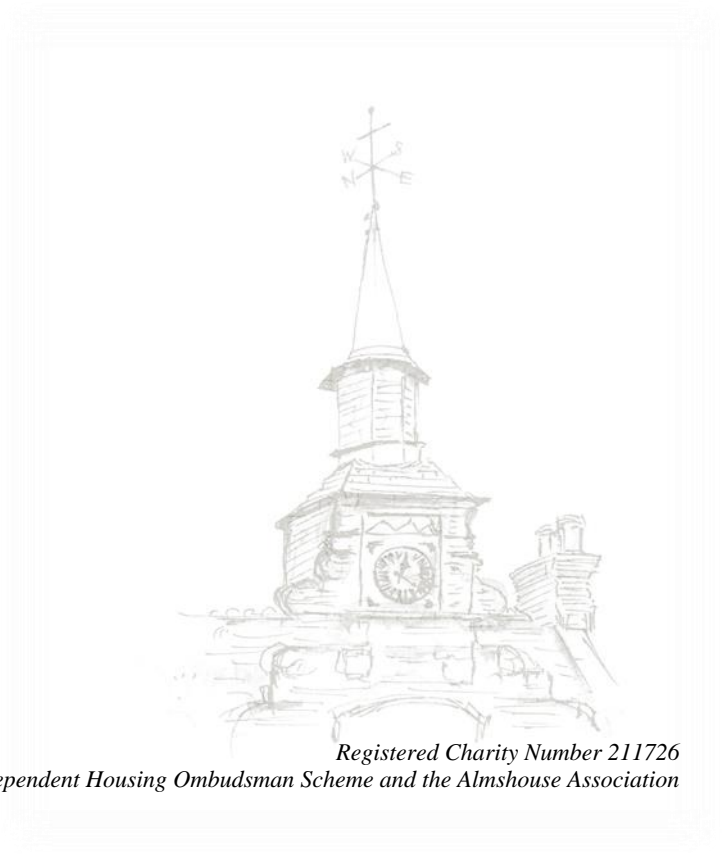 W S
N E
Registered Charity Number 211726
ependent Housing Ombudsman Scheme and the Almshouse Association